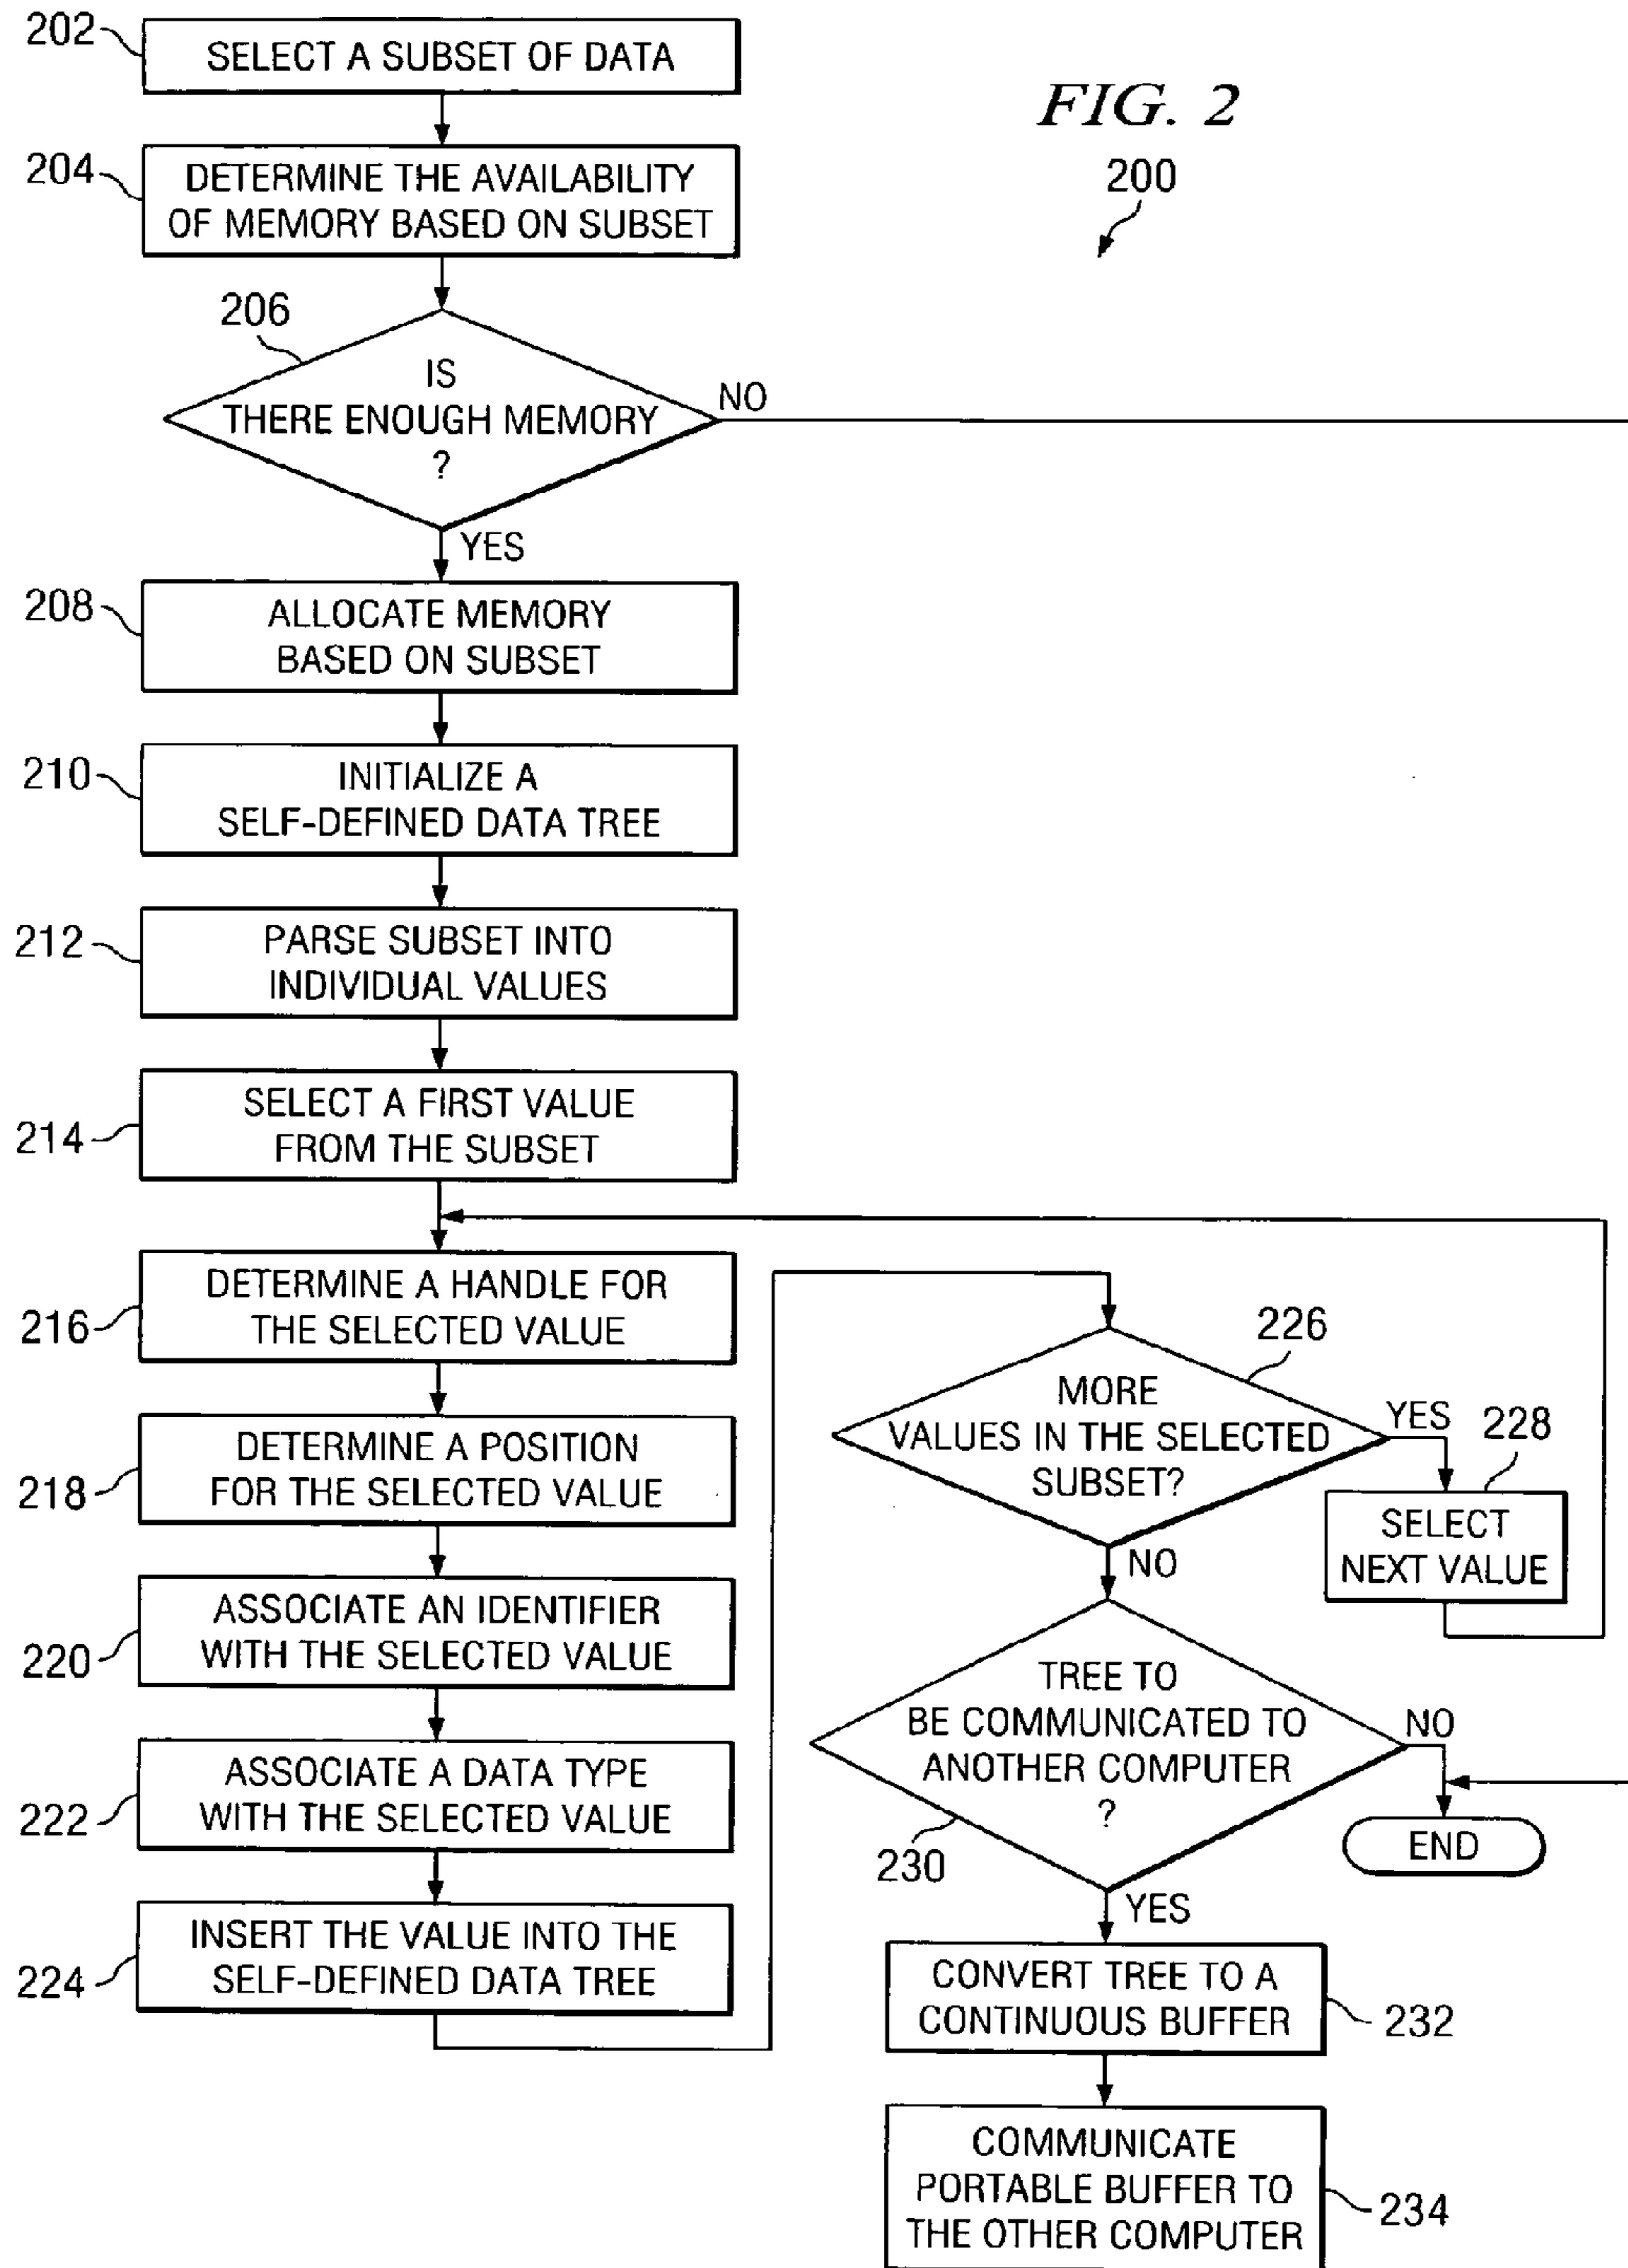 FIG. 2
200
202
SELECT A SUBSET OF DATA
204
DETERMINE THE AVAILABILITY
OF MEMORY BASED ON SUBSET
206
IS
THERE ENOUGH MEMORY
?
NO
YES
208
ALLOCATE MEMORY
BASED ON SUBSET
210
INITIALIZE A
SELF-DEFINED DATA TREE
212
PARSE SUBSET INTO
INDIVIDUAL VALUES
214
SELECT A FIRST VALUE
FROM THE SUBSET
216
DETERMINE A HANDLE FOR
THE SELECTED VALUE
218
DETERMINE A POSITION
FOR THE SELECTED VALUE
220
ASSOCIATE AN IDENTIFIER
WITH THE SELECTED VALUE
222
ASSOCIATE A DATA TYPE
WITH THE SELECTED VALUE
224
INSERT THE VALUE INTO THE
SELF-DEFINED DATA TREE
226
MORE
VALUES IN THE SELECTED
SUBSET?
YES
228
SELECT
NEXT VALUE
NO
TREE TO
BE COMMUNICATED TO
ANOTHER COMPUTER
?
230
NO
END
YES
CONVERT TREE TO A
CONTINUOUS BUFFER
232
COMMUNICATE
PORTABLE BUFFER TO
THE OTHER COMPUTER
234